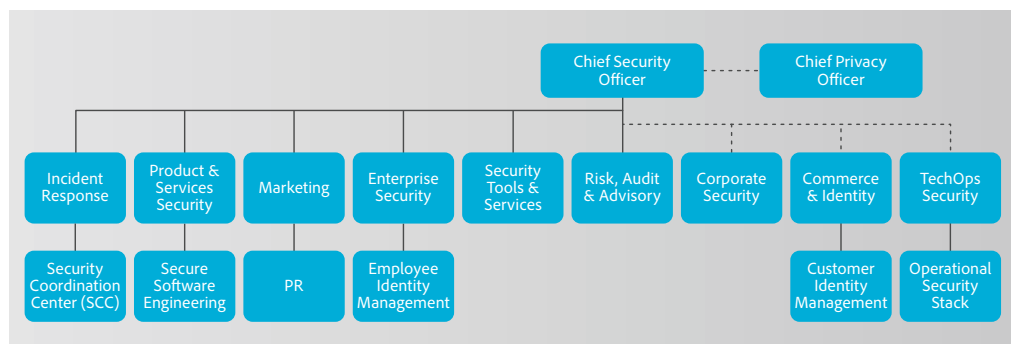 Chief Security
Officer
Chief Privacy
Officer
Incident
Response
Product &
Services
Security
Marketing
Enterprise
Security
Security
Tools &
Services
Risk, Audit
& Advisory
Corporate
Security
Commerce
& Identity
TechOps
Security
Security
Coordination
Center (SCC)
Secure
Software
Engineering
PR
Employee
Identity
Management
Customer
Identity
Management
Operational
Security
Stack